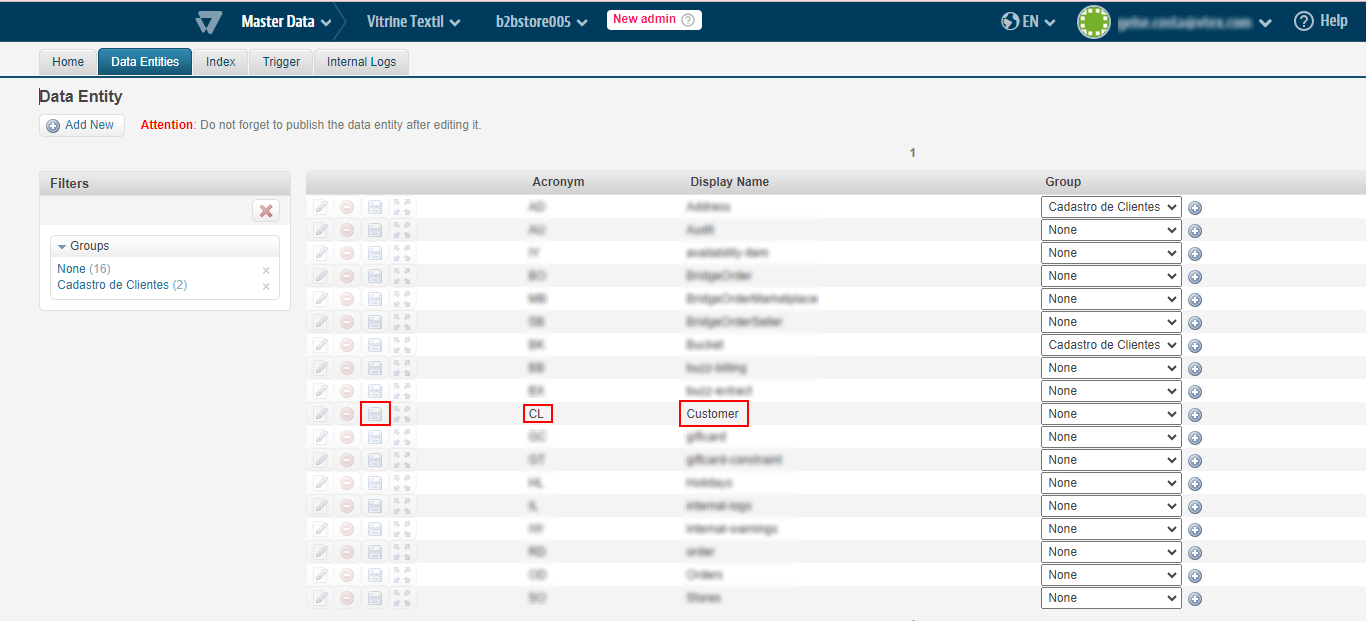 Master Data Vitrine Textil b2bstore005 New admin EN Help
Home Data Entities Index Trigger Internal Logs
Data Entity
Add New Attention: Do not forget to publish the data entity after editing it.
1
Filters
Groups
None (16)
Cadastro de Clientes (2)
Acronym Display Name Group
AD Address Cadastro de Clientes
AU Audit None
IY availability-item None
BO BridgeOrder None
MB BridgeOrderMarketplace None
SB BridgeOrderSeller None
BK Bucket Cadastro de Clientes
BB buzz-billing None
EX buzz-extract None
CL Customer None
GC giftcard None
GT giftcard-constraint None
HL Holidays None
IL internal-logs None
IW internal-warnings None
RD order None
OD Orders None
SO Stores None